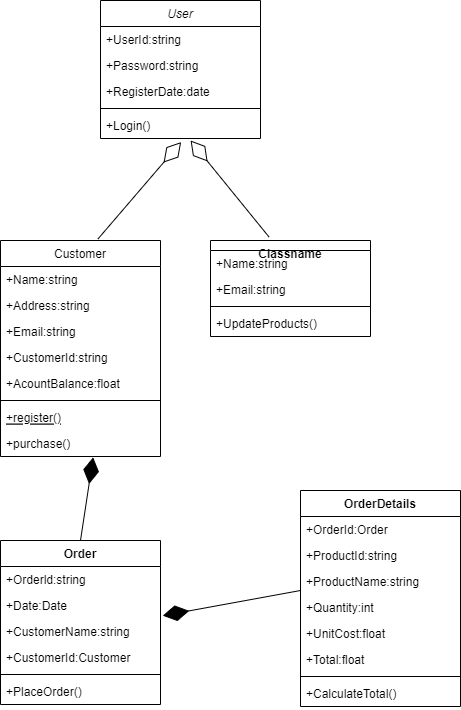 User
+UserId:string
+Password:string
+RegisterDate:date
+Login()
Customer
+Name:string
+Address:string
+Email:string
+CustomerId:string
+AcountBalance:float
+register()
+purchase()
Classname
+Name:string
+Email:string
+UpdateProducts()
Order
+OrderId:string
+Date:Date
+CustomerName:string
+CustomerId:Customer
+PlaceOrder()
OrderDetails
+OrderId:Order
+ProductId:string
+ProductName:string
+Quantity:int
+UnitCost:float
+Total:float
+CalculateTotal()